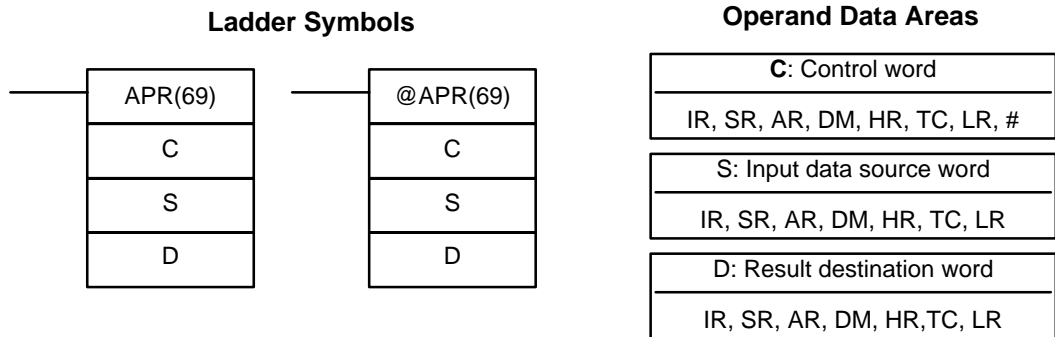 Ladder Symbols
APR(69)
C
S
D
@APR(69)
C
S
D
Operand Data Areas
C: Control word
IR, SR, AR, DM, HR, TC, LR, #
S: Input data source word
IR, SR, AR, DM, HR, TC, LR
D: Result destination word
IR, SR, AR, DM, HR,TC, LR